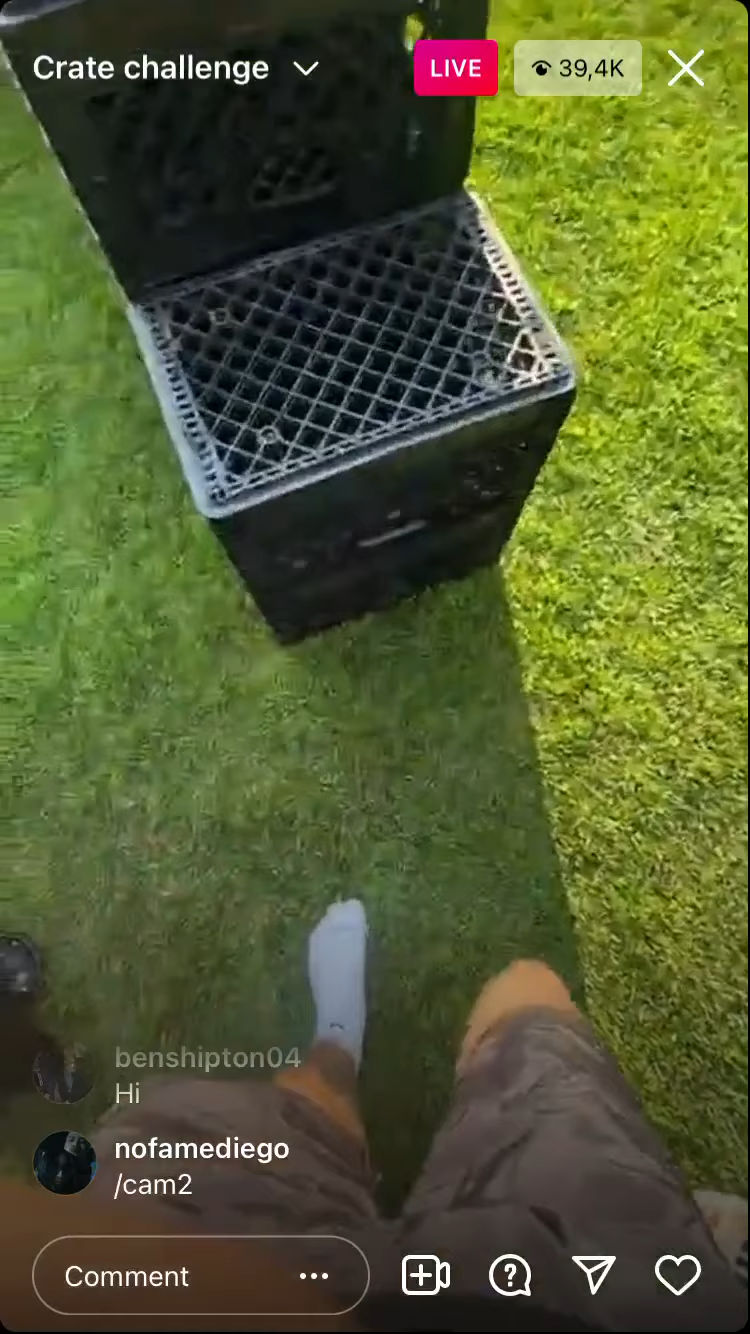 Crate challenge
LIVE
39,4K
benshipton04
Hi
nofamediego
/cam2
Comment